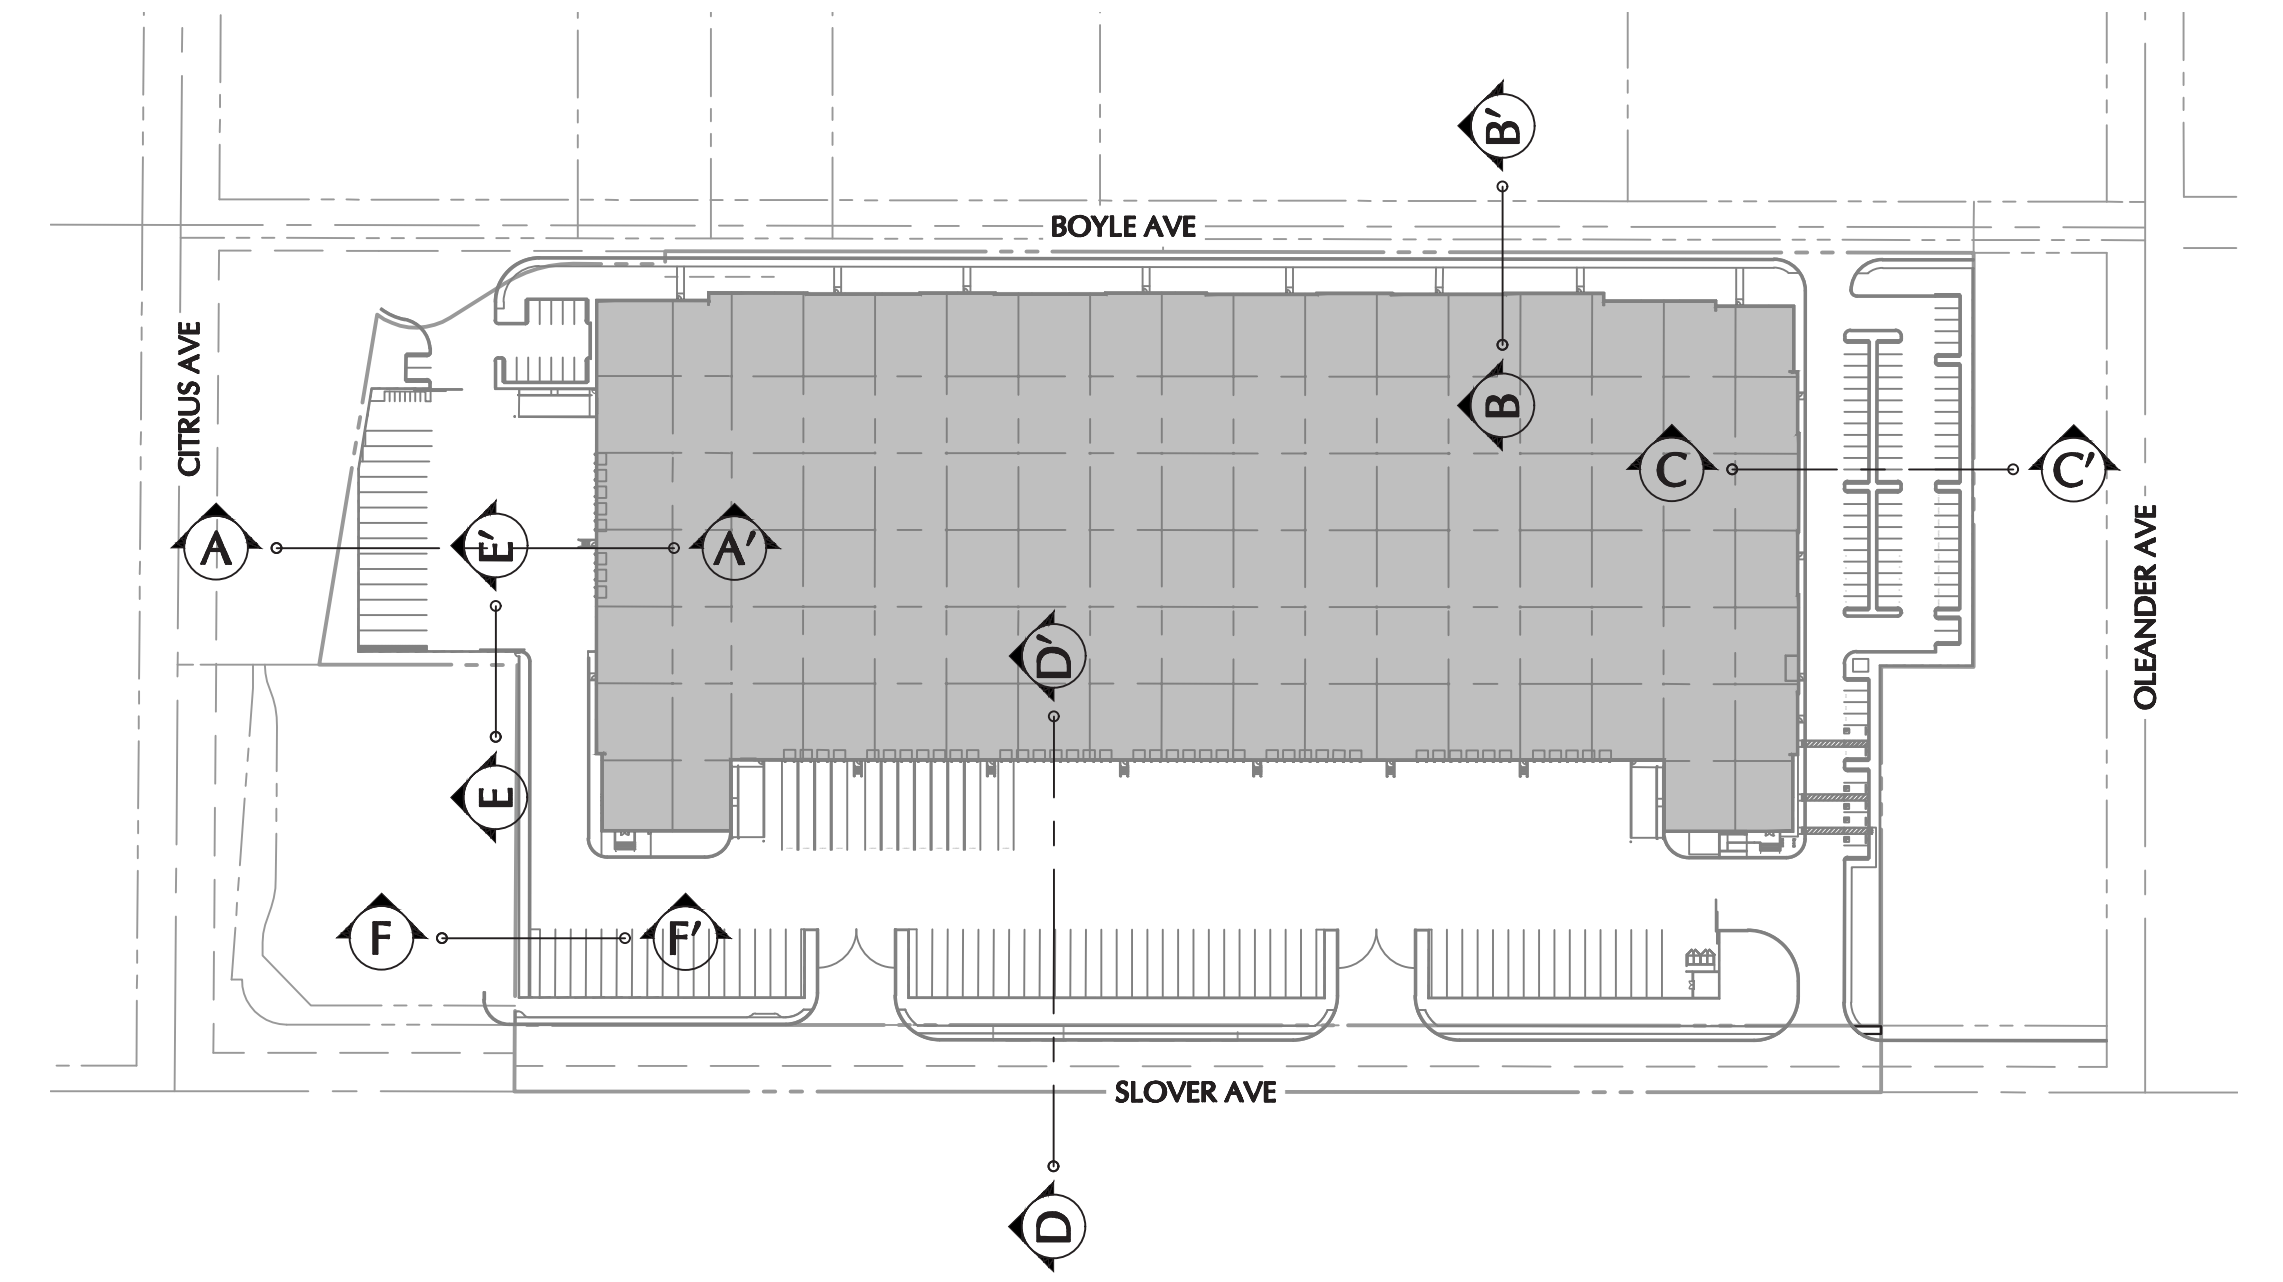 B'
BOYLE AVE
CITRUS AVE
B
C
C'
A
E'
A'
OLEANDER AVE
D'
E
F
F'
SLOVER AVE
D